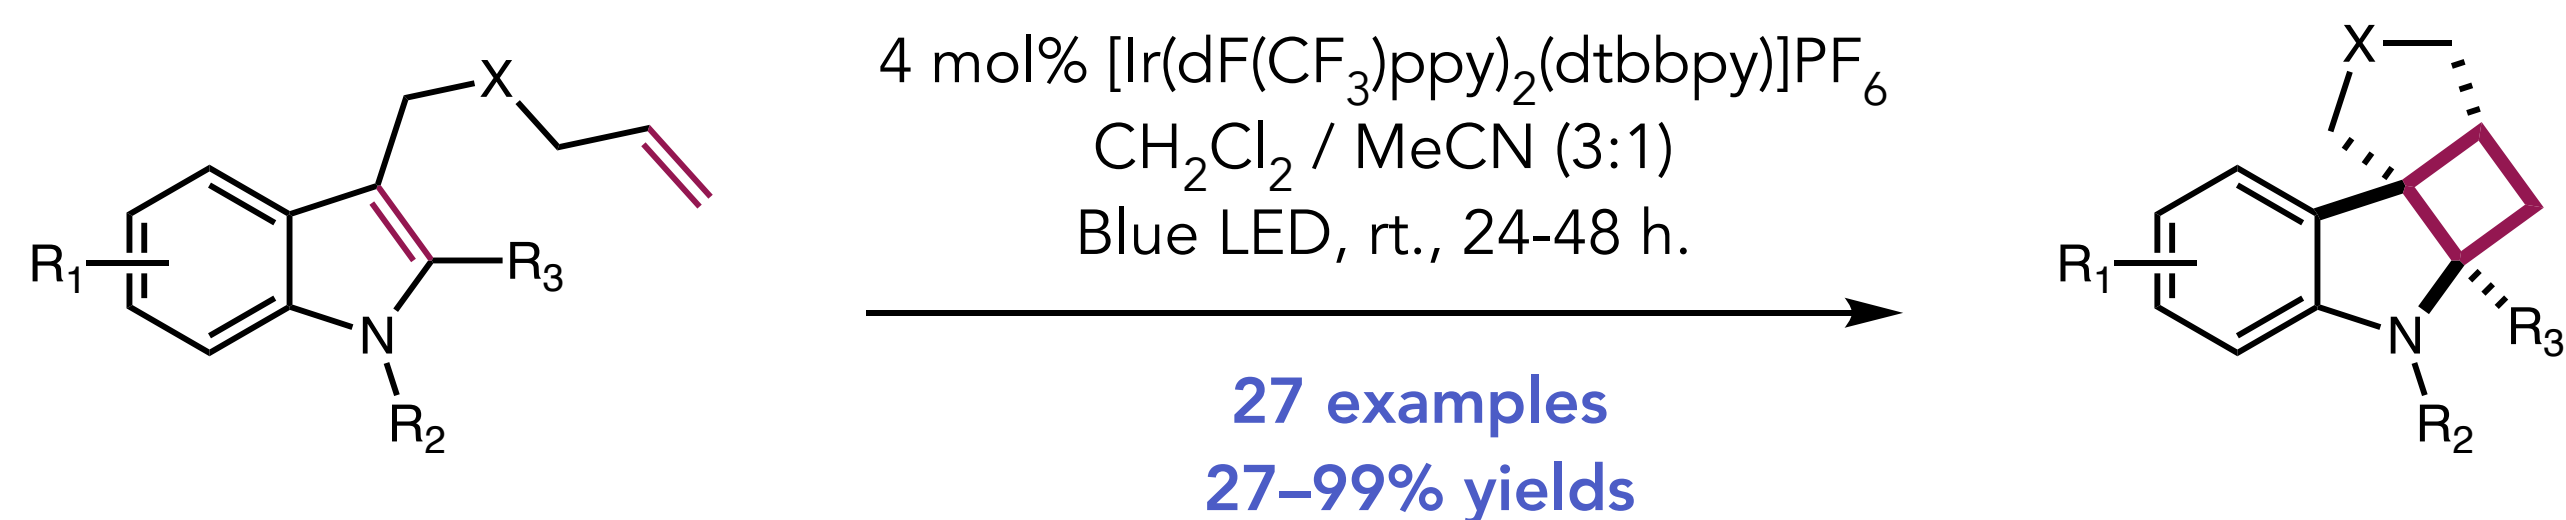 X
R1
R3
N
R2
4 mol% [Ir(dF(CF3)ppy)2(dtbbpy)]PF6
CH2Cl2 / MeCN (3:1)
Blue LED, rt., 24-48 h.
27 examples
27–99% yields
X
R1
R3
N
R2